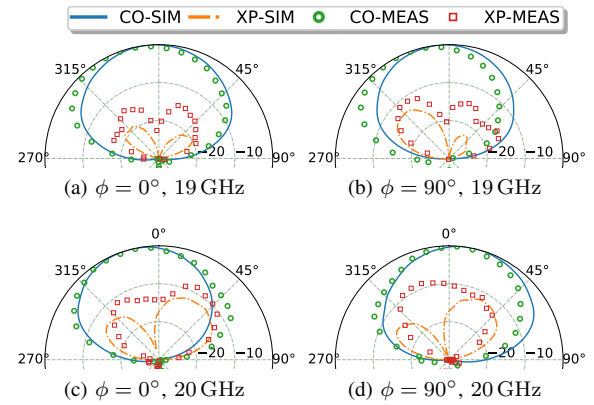 CO-SIM XP-SIM CO-MEAS XP-MEAS
315° 45° 315° 45°
270° −20 −10 90° 270° −20 −10 90°
(a) ϕ = 0°, 19 GHz (b) ϕ = 90°, 19 GHz
0° 0°
315° 45° 315° 45°
270° −20 −10 90° 270° −20 −10 90°
(c) ϕ = 0°, 20 GHz (d) ϕ = 90°, 20 GHz